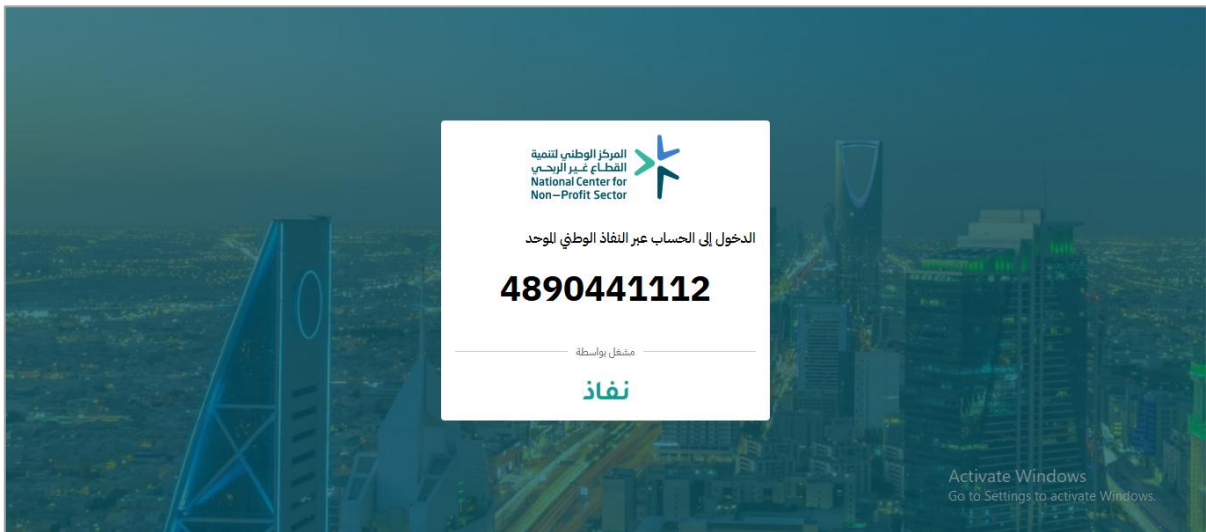 المركز الوطني لتنمية
القطاع غير الربحي
National Center for
Non-Profit Sector
الدخول إلى الحساب عبر النفاذ الوطني الموحد
4890441112
مشغل بواسطة
نفاذ
Activate Windows
Go to Settings to activate Windows.